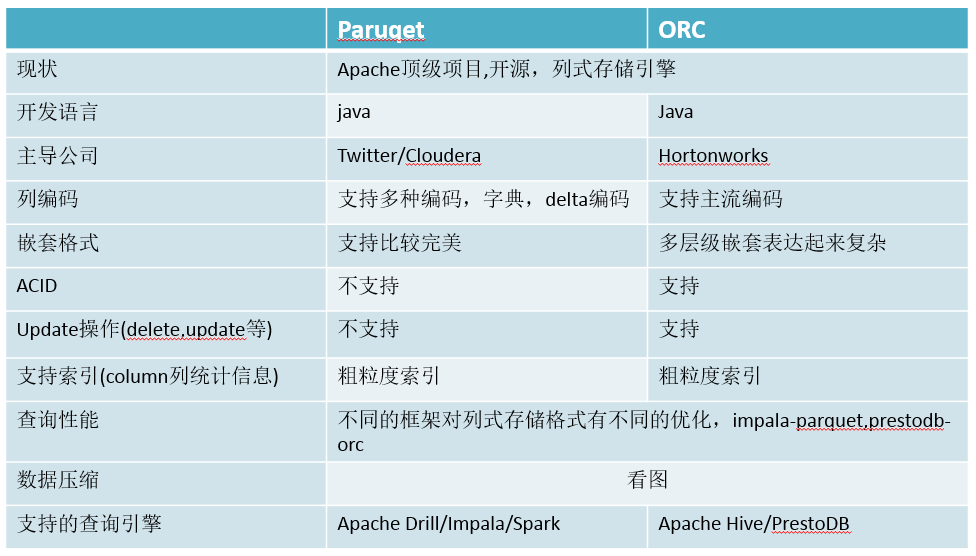 Paruqet ORC
现状 Apache顶级项目,开源，列式存储引擎
开发语言 java Java
主导公司 Twitter/Cloudera Hortonworks
列编码 支持多种编码，字典，delta编码 支持主流编码
嵌套格式 支持比较完美 多层级嵌套表达起来复杂
ACID 不支持 支持
Update操作(delete,update等) 不支持 支持
支持索引(column列统计信息) 粗粒度索引 粗粒度索引
查询性能 不同的框架对列式存储格式有不同的优化，impala-parquet,prestodb-
orc
数据压缩 看图
支持的查询引擎 Apache Drill/Impala/Spark Apache Hive/PrestoDB